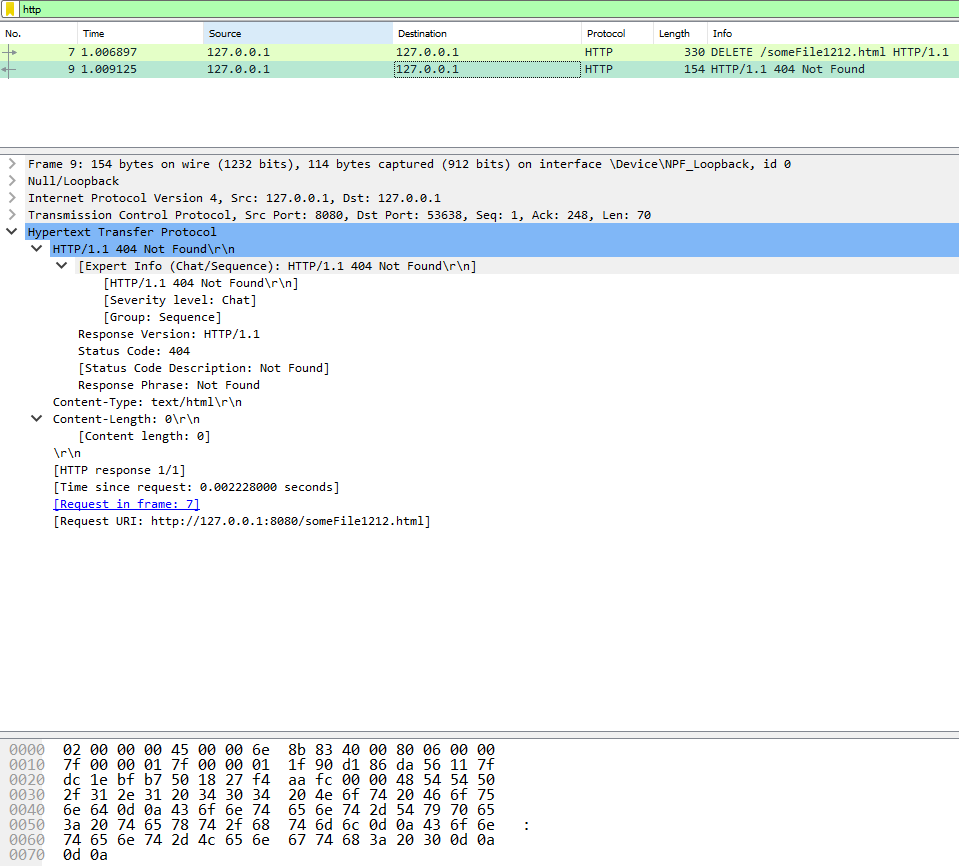 http
No. Time Source Destination Protocol Length Info
7 1.006897 127.0.0.1 127.0.0.1 HTTP 330 DELETE /someFile1212.html HTTP/1.1
9 1.009125 127.0.0.1 127.0.0.1 HTTP 154 HTTP/1.1 404 Not Found
Frame 9: 154 bytes on wire (1232 bits), 114 bytes captured (912 bits) on interface \Device\NPF_Loopback, id 0
Null/Loopback
Internet Protocol Version 4, Src: 127.0.0.1, Dst: 127.0.0.1
Transmission Control Protocol, Src Port: 8080, Dst Port: 53638, Seq: 1, Ack: 248, Len: 70
Hypertext Transfer Protocol
HTTP/1.1 404 Not Found\r\n
[Expert Info (Chat/Sequence): HTTP/1.1 404 Not Found\r\n]
[HTTP/1.1 404 Not Found\r\n]
[Severity level: Chat]
[Group: Sequence]
Response Version: HTTP/1.1
Status Code: 404
[Status Code Description: Not Found]
Response Phrase: Not Found
Content-Type: text/html\r\n
Content-Length: 0\r\n
[Content length: 0]
\r\n
[HTTP response 1/1]
[Time since request: 0.002228000 seconds]
[Request in frame: 7]
[Request URI: http://127.0.0.1:8080/someFile1212.html]
0000 02 00 00 00 45 00 00 6e 8b 83 40 00 80 06 00 00
0010 7f 00 00 01 7f 00 00 01 1f 90 d1 86 da 56 11 7f
0020 dc 1e bf b7 50 18 27 f4 aa fc 00 00 48 54 54 50
0030 2f 31 2e 31 20 34 30 34 20 4e 6f 74 20 46 6f 75
0040 6e 64 0d 0a 43 6f 6e 74 65 6e 74 2d 54 79 70 65
0050 3a 20 74 65 78 74 2f 68 74 6d 6c 0d 0a 43 6f 6e :
0060 74 65 6e 74 2d 4c 65 6e 67 74 68 3a 20 30 0d 0a
0070 0d 0a